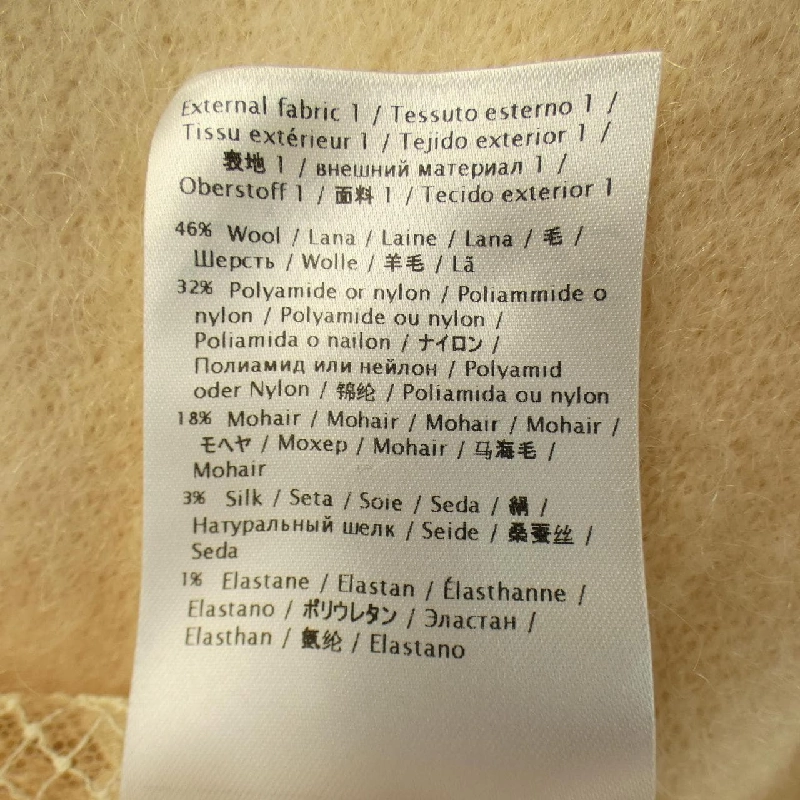 External fabric 1 / Tessuto esterno 1 /
Tissu extérieur 1 / Tejido exterior 1 /
表地 1 / внешний материал 1 /
Oberstoff 1 / 面料 1 / Tecido exterior 1
46% Wool / Lana / Laine / Lana / 毛 /
Шерсть / Wolle / 羊毛 / Lã
32% Polyamide or nylon / Poliammide o
nylon / Polyamide ou nylon /
Poliamida o nailon / ナイロン /
Полиамид или нейлон / Polyamid
oder Nylon / 锦纶 / Poliamida ou nylon
18% Mohair / Mohair / Mohair / Mohair /
モヘヤ / Мохер / Mohair / 马海毛 /
Mohair
3% Silk / Seta / Soie / Seda / 絹 /
Натуральный шелк / Seide / 桑蚕丝 /
Seda
1% Elastane / Elastan / Élasthanne /
Elastano / ポリウレタン / Эластан /
Elasthan / 氨纶 / Elastano